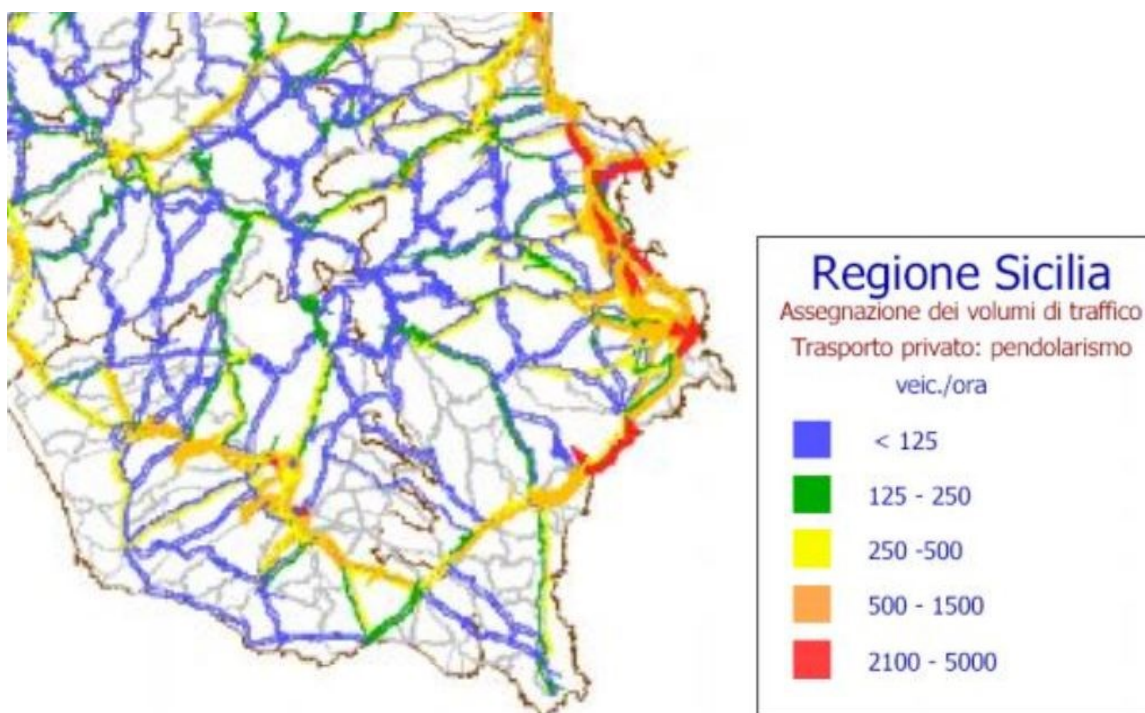 Regione Sicilia
Assegnazione dei volumi di traffico
Trasporto privato: pendolarismo
veic./ora
< 125
125 - 250
250 -500
500 - 1500
2100 - 5000